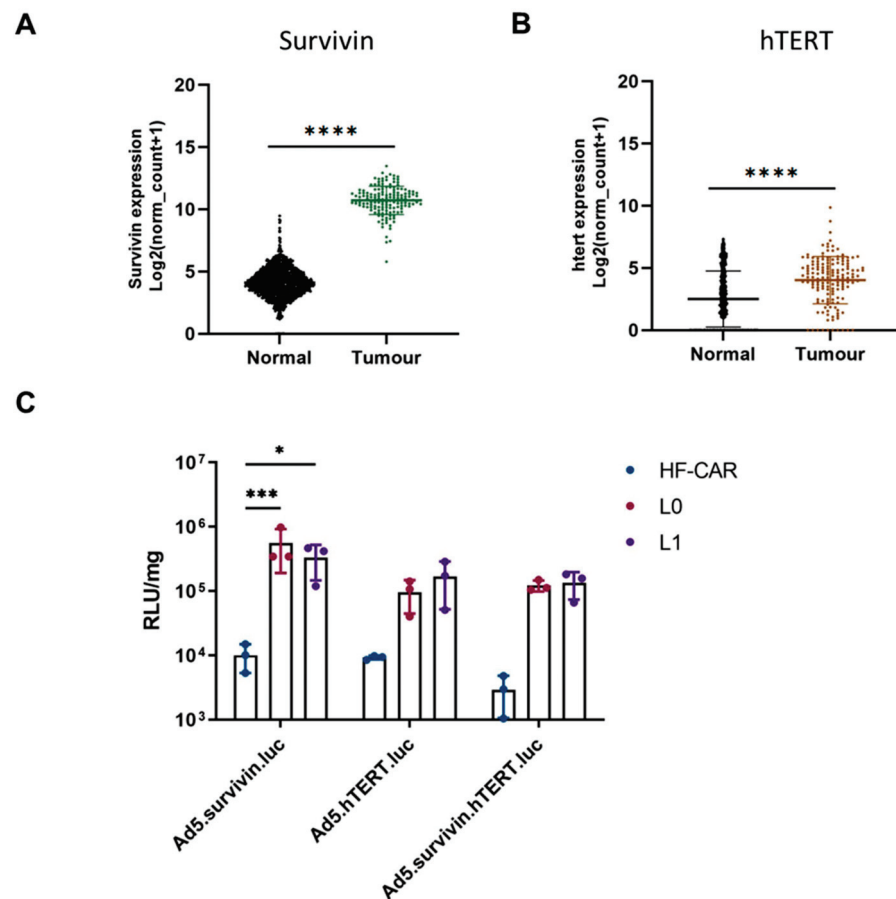 A
Survivin
Survivin expression
Log2(norm_count+1)
20
15
10
5
0
****
Normal
Tumour
B
hTERT
htert expression
Log2(norm_count+1)
20
15
10
5
0
****
Normal
Tumour
C
RLU/mg
10⁷
10⁶
10⁵
10⁴
10³
*
***
Ad5.survivin.luc
Ad5.hTERT.luc
Ad5.survivin.hTERT.luc
HF-CAR
L0
L1